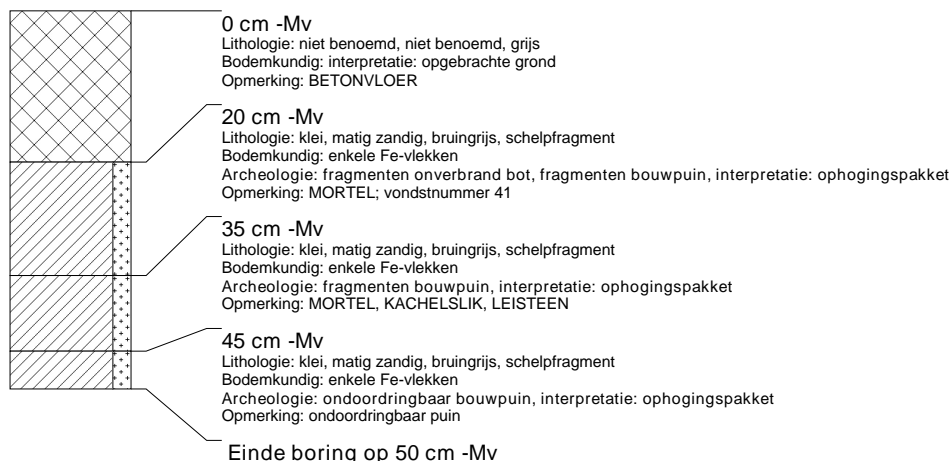 0 cm -Mv
Lithologie: niet benoemd, niet benoemd, grijs
Bodemkundig: interpretatie: opgebrachte grond
Opmerking: BETONVLOER
20 cm -Mv
Lithologie: klei, matig zandig, bruingrijs, schelpfragment
Bodemkundig: enkele Fe-vlekken
Archeologie: fragmenten onverbrand bot, fragmenten bouwpuin, interpretatie: ophogingspakket
Opmerking: MORTEL; vondstnummer 41
35 cm -Mv
Lithologie: klei, matig zandig, bruingrijs, schelpfragment
Bodemkundig: enkele Fe-vlekken
Archeologie: fragmenten bouwpuin, interpretatie: ophogingspakket
Opmerking: MORTEL, KACHELSLIK, LEISTEEN
45 cm -Mv
Lithologie: klei, matig zandig, bruingrijs, schelpfragment
Bodemkundig: enkele Fe-vlekken
Archeologie: ondoordringbaar bouwpuin, interpretatie: ophogingspakket
Opmerking: ondoordringbaar puin
Einde boring op 50 cm -Mv